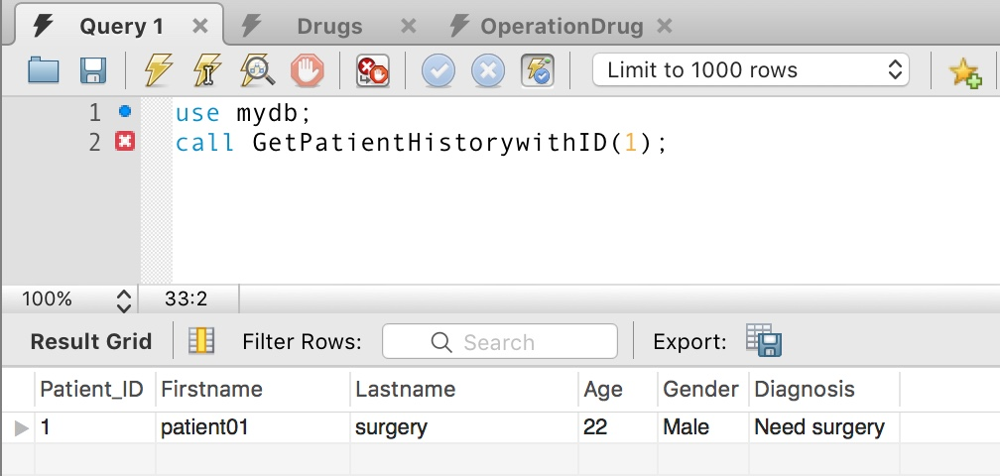 Query 1 Drugs OperationDrug
Limit to 1000 rows
1 use mydb;
2 call GetPatientHistorywithID(1);
100% 33:2
Result Grid Filter Rows: Search Export:
Patient_ID Firstname Lastname Age Gender Diagnosis
1 patient01 surgery 22 Male Need surgery